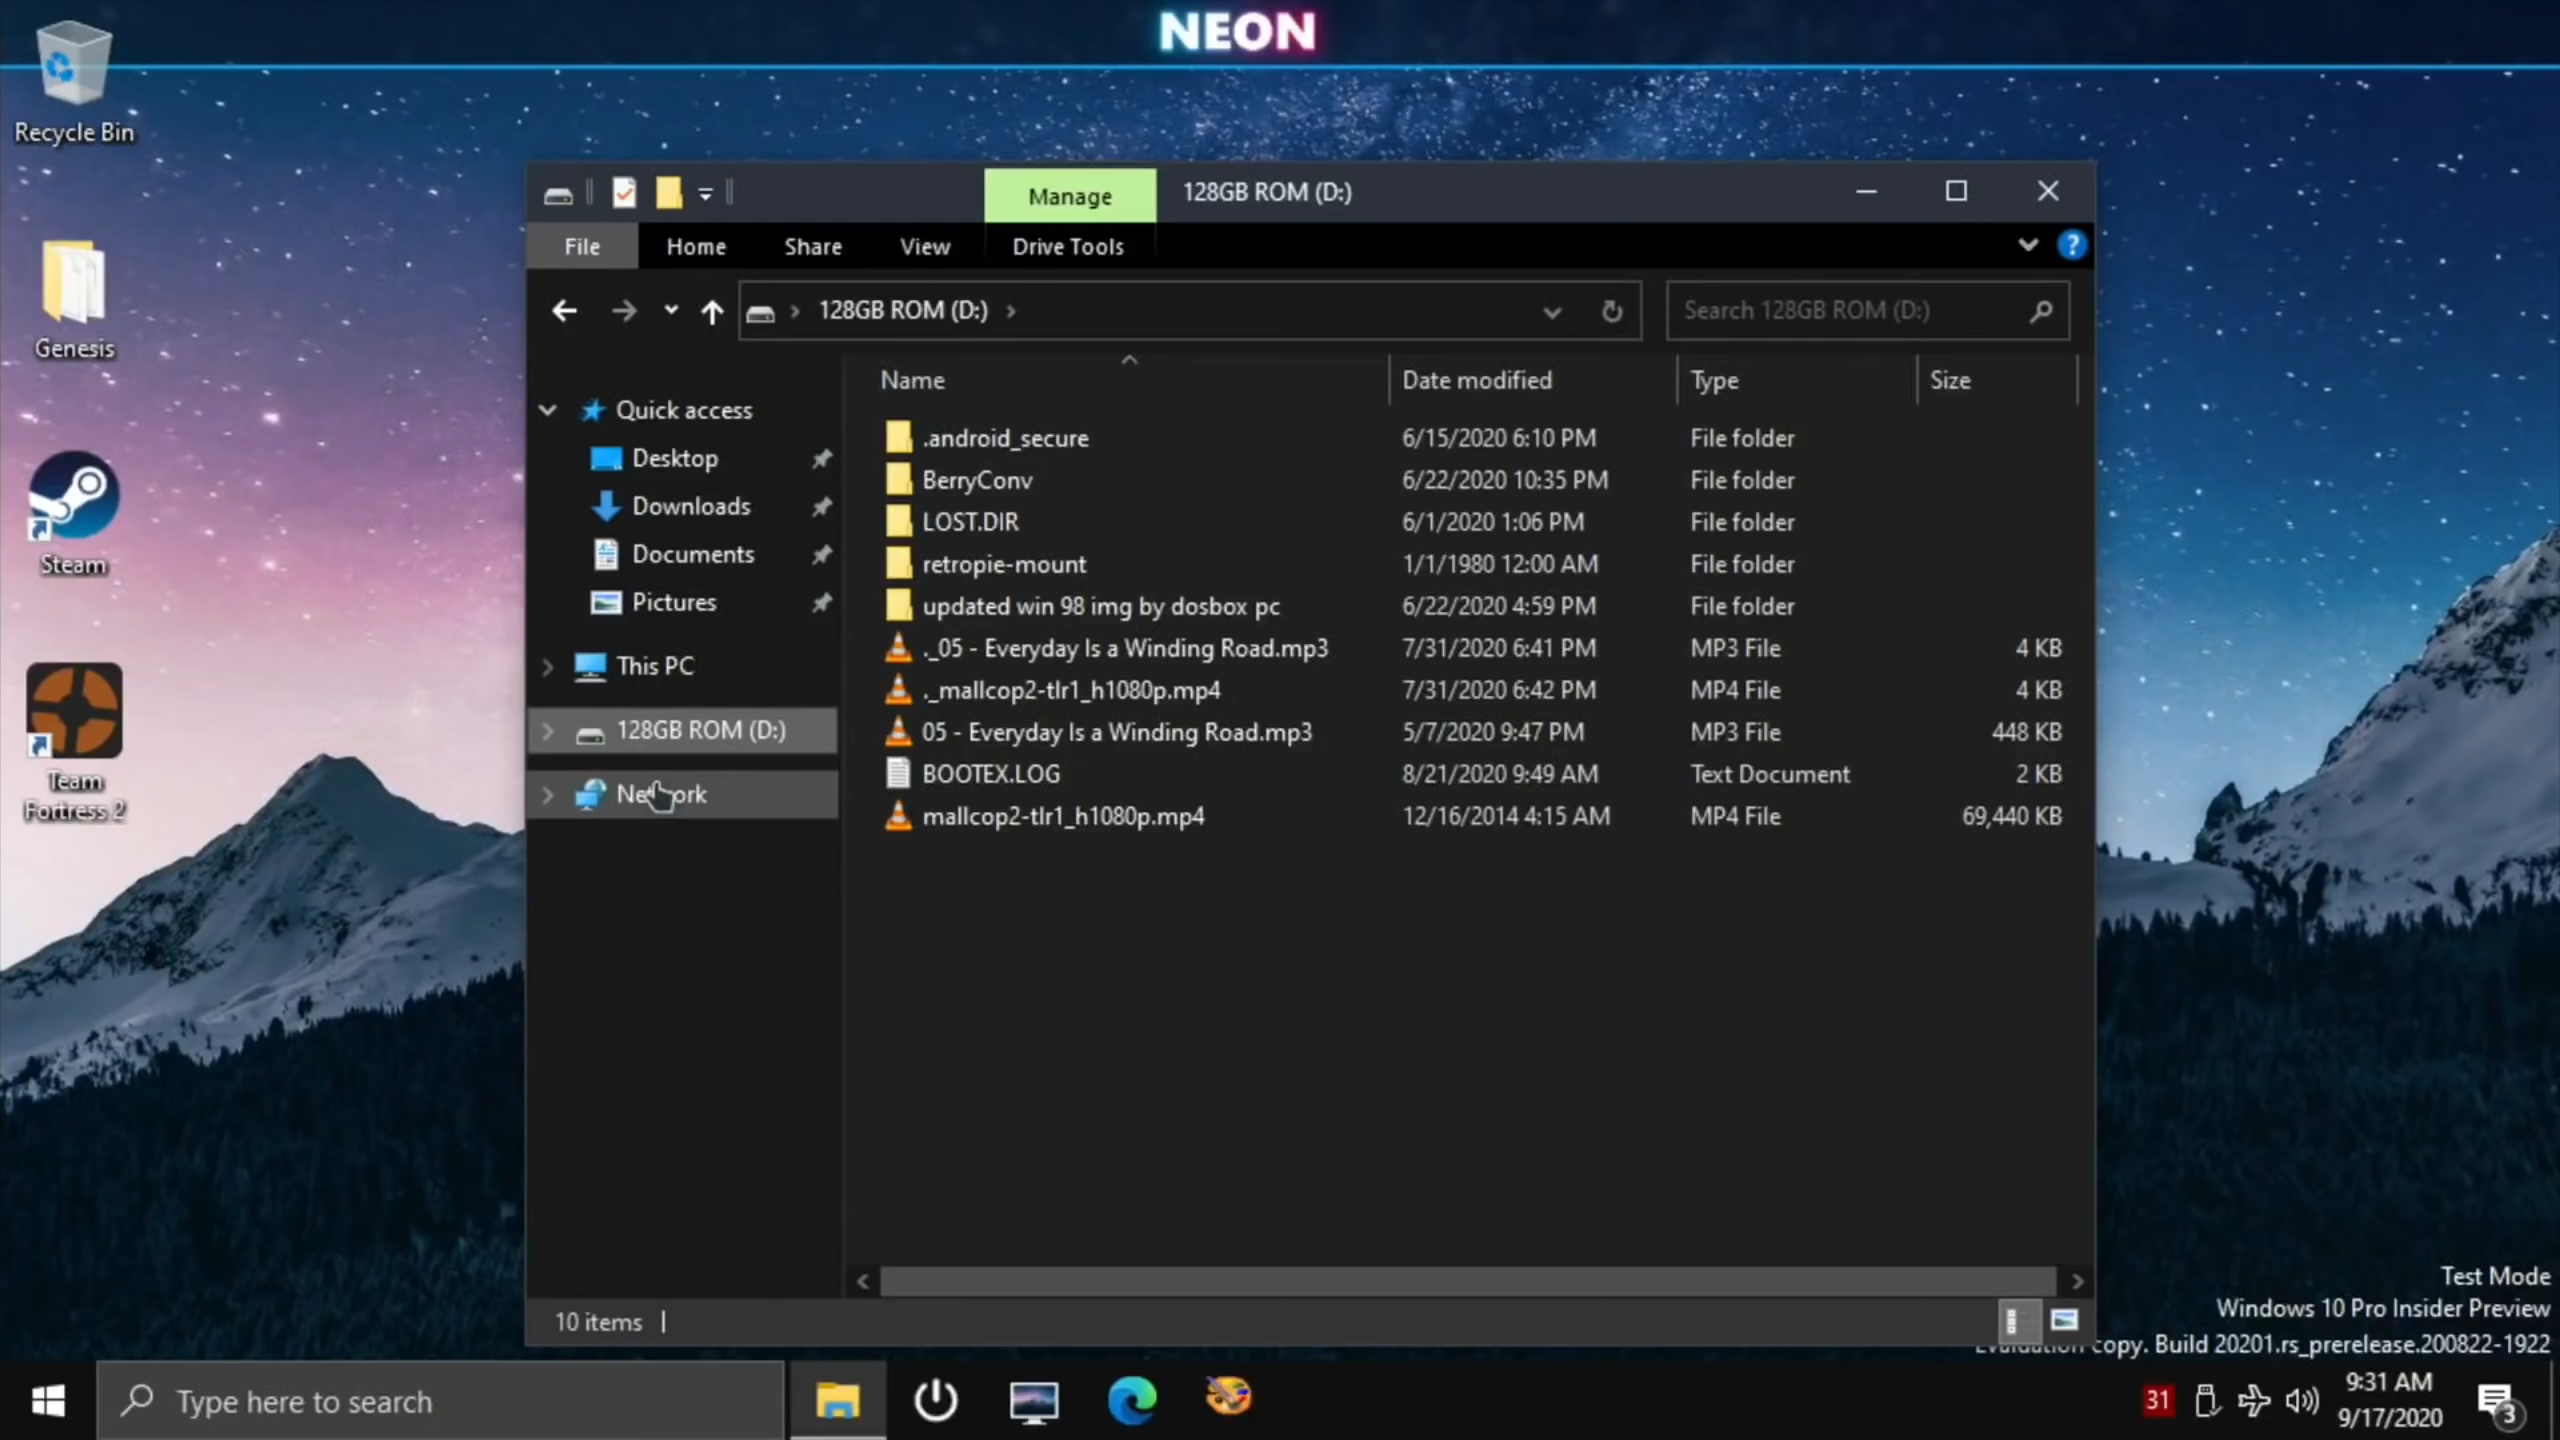 NEON
Recycle Bin
Genesis
Steam
Team
Fortress 2
Manage
128GB ROM (D:)
File
Home
Share
View
Drive Tools
?
128GB ROM (D:)
Search 128GB ROM (D:)
Name
Date modified
Type
Size
Quick access
Desktop
Downloads
Documents
Pictures
This PC
128GB ROM (D:)
Network
.android_secure 6/15/2020 6:10 PM File folder
BerryConv 6/22/2020 10:35 PM File folder
LOST.DIR 6/1/2020 1:06 PM File folder
retropie-mount 1/1/1980 12:00 AM File folder
updated win 98 img by dosbox pc 6/22/2020 4:59 PM File folder
._05 - Everyday Is a Winding Road.mp3 7/31/2020 6:41 PM MP3 File 4 KB
._mallcop2-tlr1_h1080p.mp4 7/31/2020 6:42 PM MP4 File 4 KB
05 - Everyday Is a Winding Road.mp3 5/7/2020 9:47 PM MP3 File 448 KB
BOOTEX.LOG 8/21/2020 9:49 AM Text Document 2 KB
mallcop2-tlr1_h1080p.mp4 12/16/2014 4:15 AM MP4 File 69,440 KB
10 items
Test Mode
Windows 10 Pro Insider Preview
Evaluation copy. Build 20201.rs_prerelease.200822-1922
Type here to search
31
9:31 AM
9/17/2020
3